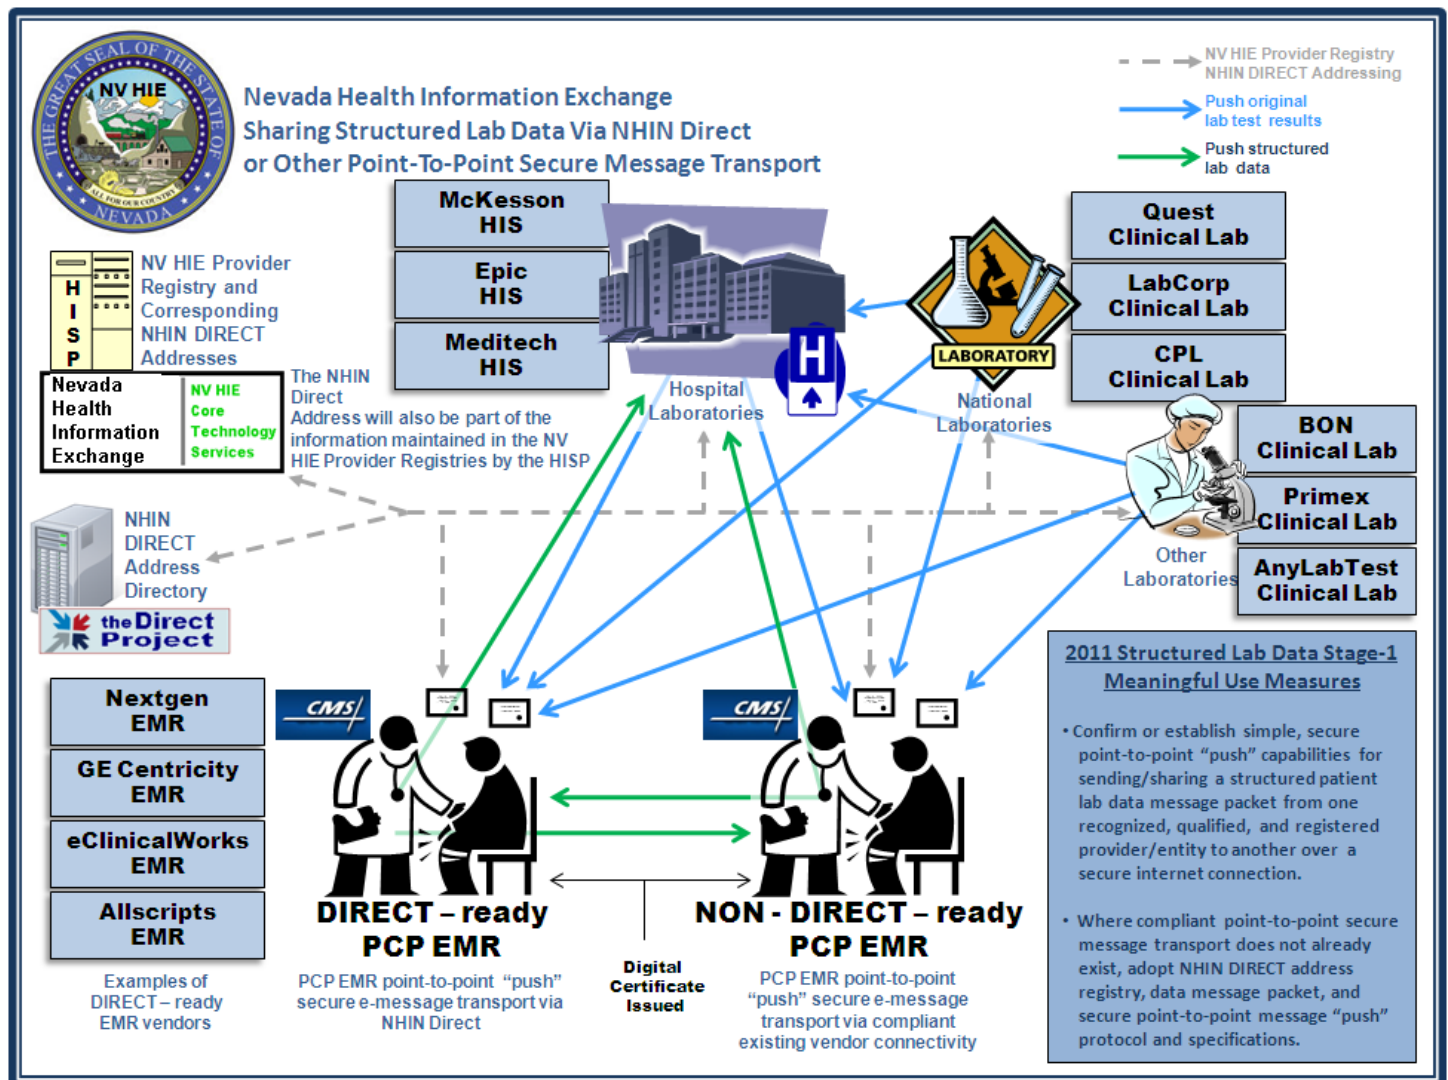 THE GREAT SEAL OF THE STATE OF
NEVADA
ALL FOR OUR COUNTRY
NV HIE
Nevada Health Information Exchange
Sharing Structured Lab Data Via NHIN Direct
or Other Point-To-Point Secure Message Transport
NV HIE Provider Registry
NHIN DIRECT Addressing
Push original
lab test results
Push structured
lab data
McKesson
HIS
Epic
HIS
Meditech
HIS
H
Hospital
Laboratories
LABORATORY
National
Laboratories
Quest
Clinical Lab
LabCorp
Clinical Lab
CPL
Clinical Lab
BON
Clinical Lab
Primex
Clinical Lab
AnyLabTest
Clinical Lab
Other
Laboratories
H
I
S
P
NV HIE Provider
Registry and
Corresponding
NHIN DIRECT
Addresses
Nevada
Health
Information
Exchange
NV HIE
Core
Technology
Services
The NHIN
Direct
Address will also be part of the
information maintained in the NV
HIE Provider Registries by the HISP
NHIN
DIRECT
Address
Directory
theDirect
Project
Nextgen
EMR
GE Centricity
EMR
eClinicalWorks
EMR
Allscripts
EMR
Examples of
DIRECT – ready
EMR vendors
CMS
DIRECT – ready
PCP EMR
PCP EMR point-to-point “push”
secure e-message transport via
NHIN Direct
Digital
Certificate
Issued
CMS
NON - DIRECT – ready
PCP EMR
PCP EMR point-to-point
“push” secure e-message
transport via compliant
existing vendor connectivity
2011 Structured Lab Data Stage-1
Meaningful Use Measures
• Confirm or establish simple, secure
point-to-point “push” capabilities for
sending/sharing a structured patient
lab data message packet from one
recognized, qualified, and registered
provider/entity to another over a
secure internet connection.
• Where compliant point-to-point secure
message transport does not already
exist, adopt NHIN DIRECT address
registry, data message packet, and
secure point-to-point message “push”
protocol and specifications.